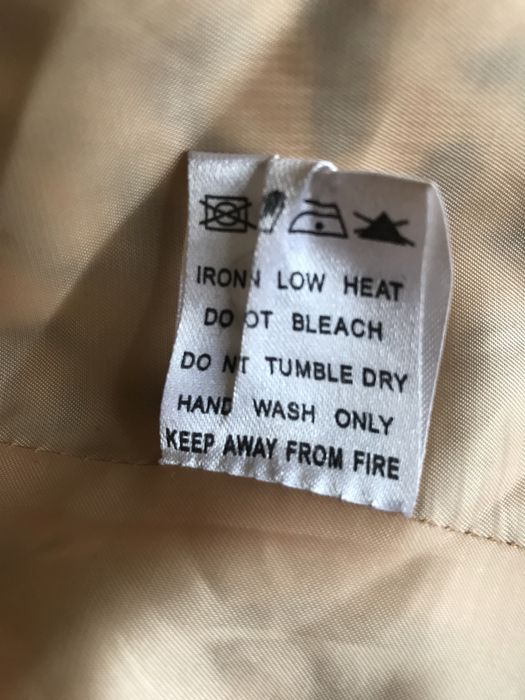 IRON LOW HEAT
DO OT BLEACH
DO NT TUMBLE DRY
HAND WASH ONLY
KEEP AWAY FROM FIRE